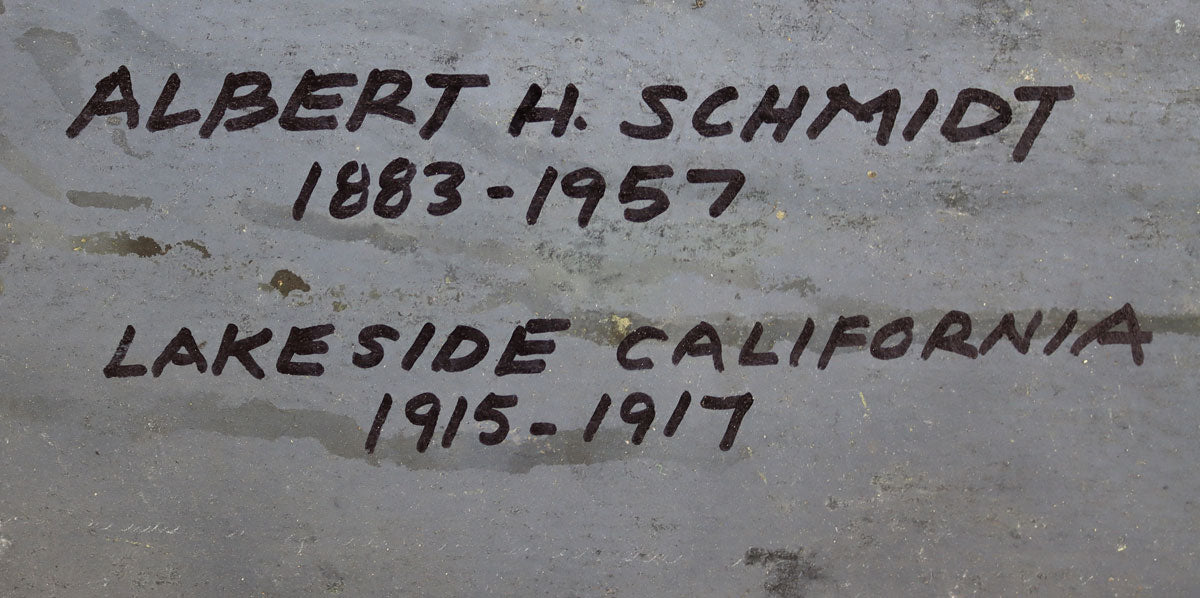 ALBERT H. SCHMIDT
1883-1957
LAKESIDE CALIFORNIA
1915-1917